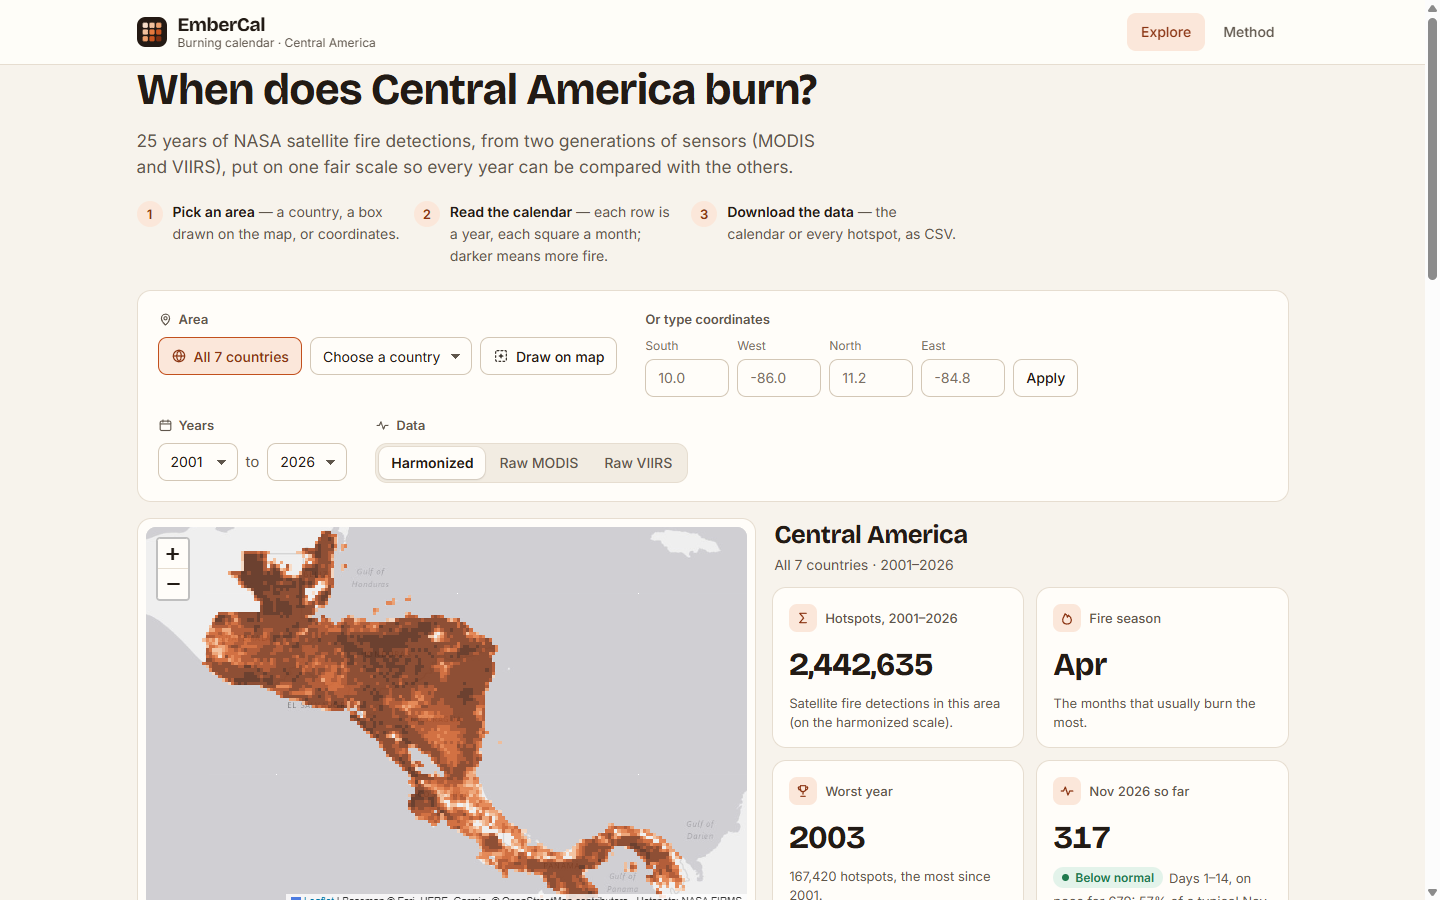 EmberCal
Burning calendar · Central America
Explore
Method
When does Central America burn?
25 years of NASA satellite fire detections, from two generations of sensors (MODIS
and VIIRS), put on one fair scale so every year can be compared with the others.
1
Pick an area — a country, a box
drawn on the map, or coordinates.
2
Read the calendar — each row is
a year, each square a month;
darker means more fire.
3
Download the data — the
calendar or every hotspot, as CSV.
Area
All 7 countries
Choose a country
Draw on map
Or type coordinates
South
West
North
East
10.0
-86.0
11.2
-84.8
Apply
Years
2001
to
2026
Data
Harmonized
Raw MODIS
Raw VIIRS
+
−
Gulf of
Honduras
EL S
Gulf of
Darien
Gulf of
Panama
Central America
All 7 countries · 2001–2026
Hotspots, 2001–2026
2,442,635
Satellite fire detections in this area
(on the harmonized scale).
Fire season
Apr
The months that usually burn the
most.
Worst year
2003
167,420 hotspots, the most since
2001.
Nov 2026 so far
317
Below normal
Days 1–14, on